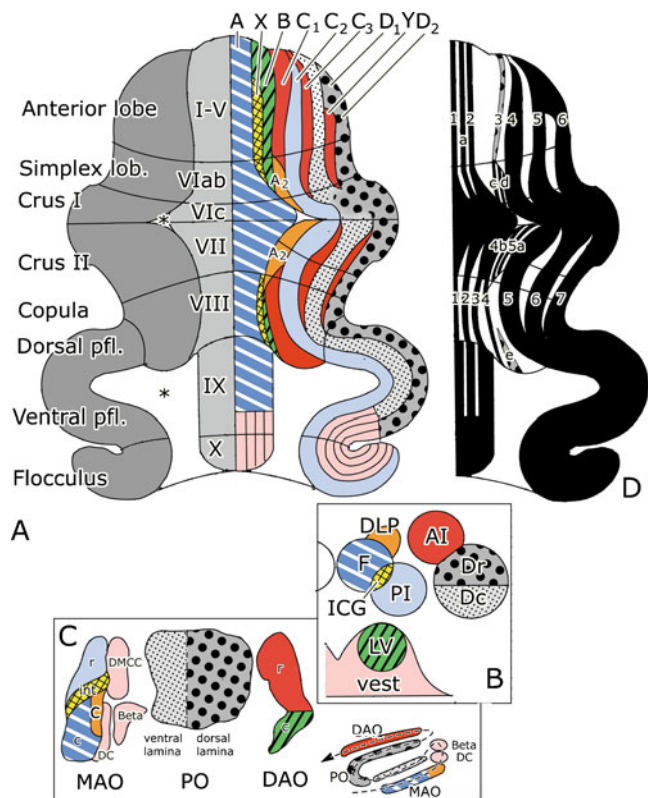 A X B C1 C2 C3 D1 Y D2
Anterior lobe
I-V
Simplex lob.
VIab
A2
Crus I
VIc
*
VII
A2
Crus II
VIII
Copula
Dorsal pfl.
IX
*
Ventral pfl.
X
Flocculus
A
1 2 3 4 5 6
a
c d
4b5a
1 2 3 4 5 6 7
e
D
DLP
AI
F
Dr
ICG
PI
Dc
LV
vest
B
C
r
DMCC
int
C
Beta
c
DC
MAO
ventral lamina
dorsal lamina
PO
r
c
DAO
DAO
Beta
DC
PO
MAO